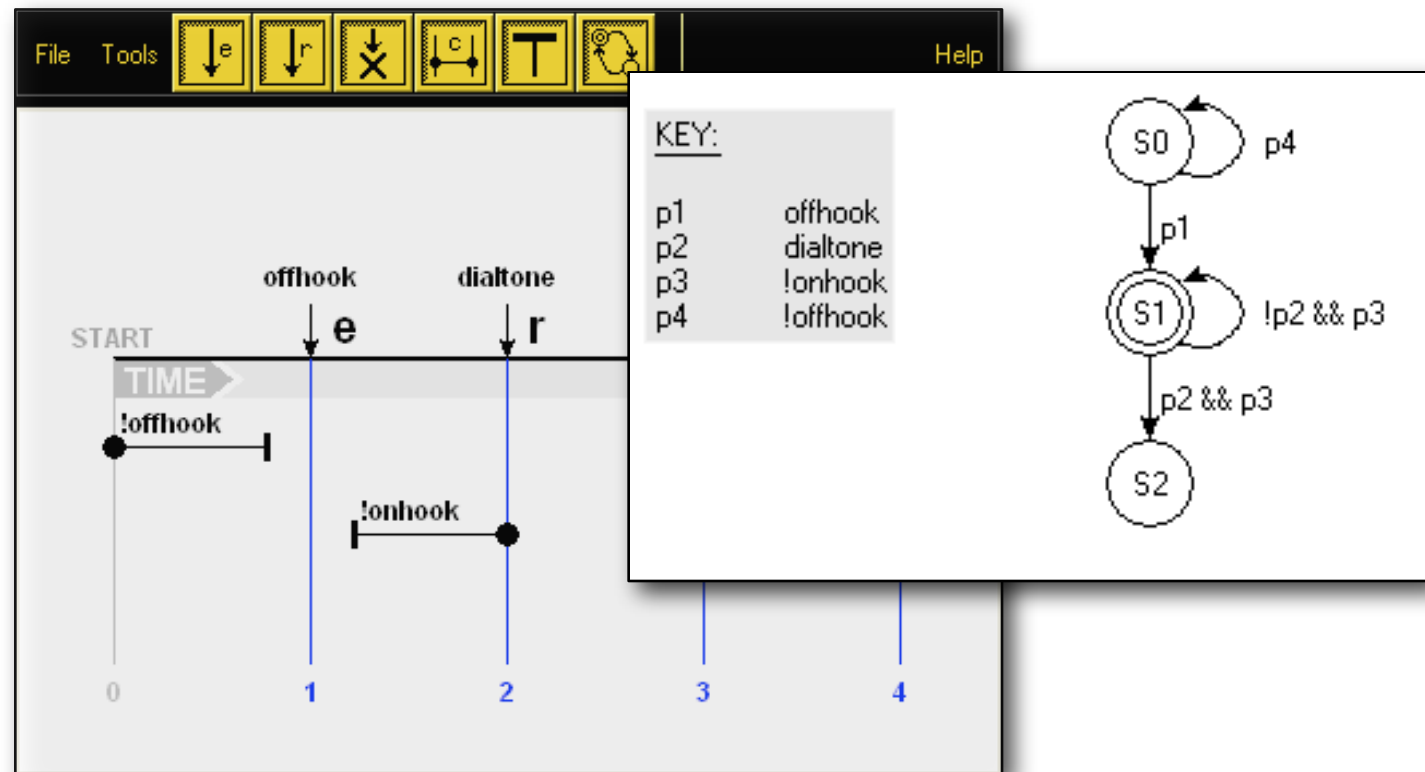 File Tools e r c T Help
offhook dialtone
e r
START
TIME
!offhook
!onhook
0 1 2 3 4
KEY:
p1 offhook
p2 dialtone
p3 !onhook
p4 !offhook
S0 p4
p1
S1 !p2 && p3
p2 && p3
S2